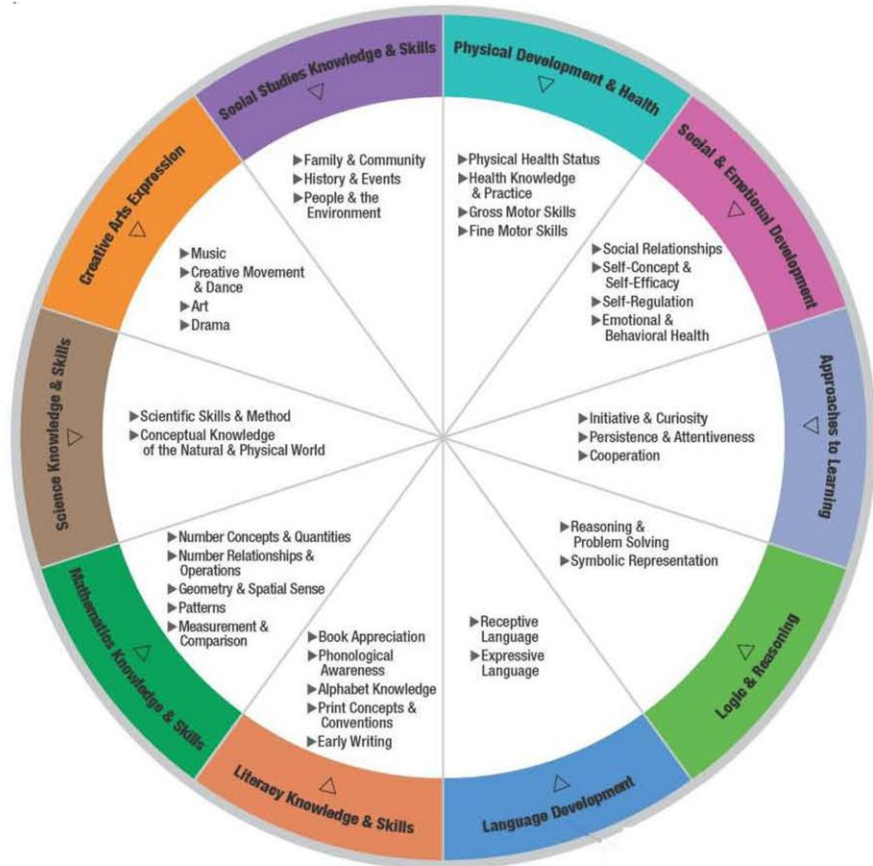 Physical Development & Health
▶Physical Health Status
▶Health Knowledge
& Practice
▶Gross Motor Skills
▶Fine Motor Skills
Social & Emotional Development
▶Social Relationships
▶Self-Concept &
Self-Efficacy
▶Self-Regulation
▶Emotional &
Behavioral Health
Approaches to Learning
▶Initiative & Curiosity
▶Persistence & Attentiveness
▶Cooperation
Logic & Reasoning
▶Reasoning &
Problem Solving
▶Symbolic Representation
Language Development
▶Receptive
Language
▶Expressive
Language
Literacy Knowledge & Skills
▶Book Appreciation
▶Phonological
Awareness
▶Alphabet Knowledge
▶Print Concepts &
Conventions
▶Early Writing
Mathematics Knowledge & Skills
▶Number Concepts & Quantities
▶Number Relationships &
Operations
▶Geometry & Spatial Sense
▶Patterns
▶Measurement &
Comparison
Science Knowledge & Skills
▶Scientific Skills & Method
▶Conceptual Knowledge
of the Natural & Physical World
Creative Arts Expression
▶Music
▶Creative Movement
& Dance
▶Art
▶Drama
Social Studies Knowledge & Skills
▶Family & Community
▶History & Events
▶People & the
Environment